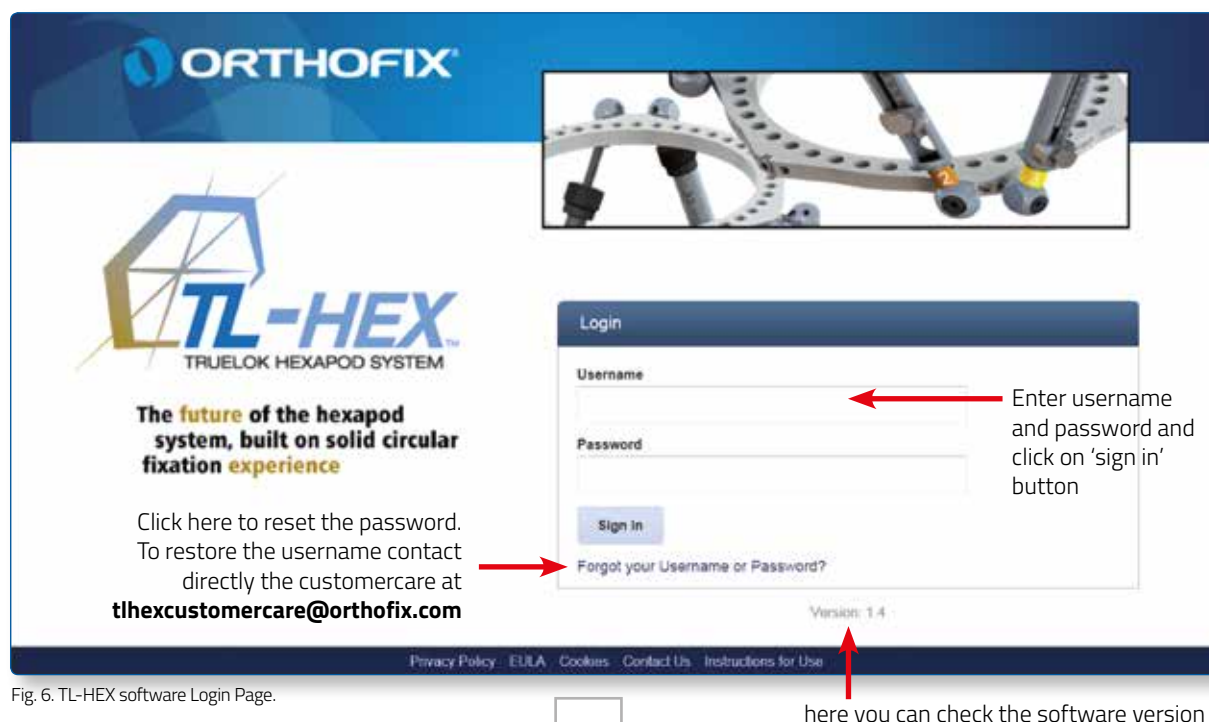 ORTHOFIX®
2
TL-HEX™
TRUELOK HEXAPOD SYSTEM
The future of the hexapod
system, built on solid circular
fixation experience
Click here to reset the password.
To restore the username contact
directly the customercare at
tlhexcustomercare@orthofix.com
Login
Username
Password
Sign In
Forgot your Username or Password?
Enter username
and password and
click on ‘sign in’
button
Version: 1.4
Privacy Policy EULA Cookies Contact Us Instructions for Use
Fig. 6. TL-HEX software Login Page.
here you can check the software version